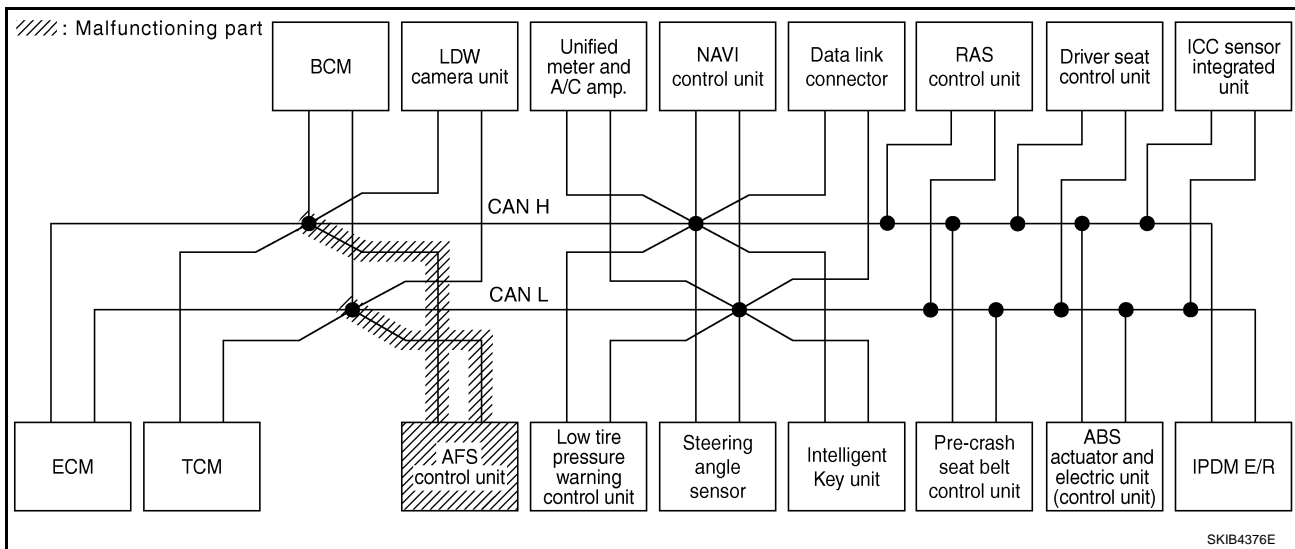 : Malfunctioning part
BCM
LDW
camera unit
Unified
meter and
A/C amp.
NAVI
control unit
Data link
connector
RAS
control unit
Driver seat
control unit
ICC sensor
integrated
unit
CAN H
CAN L
ECM
TCM
AFS
control unit
Low tire
pressure
warning
control unit
Steering
angle
sensor
Intelligent
Key unit
Pre-crash
seat belt
control unit
ABS
actuator and
electric unit
(control unit)
IPDM E/R
SKIB4376E